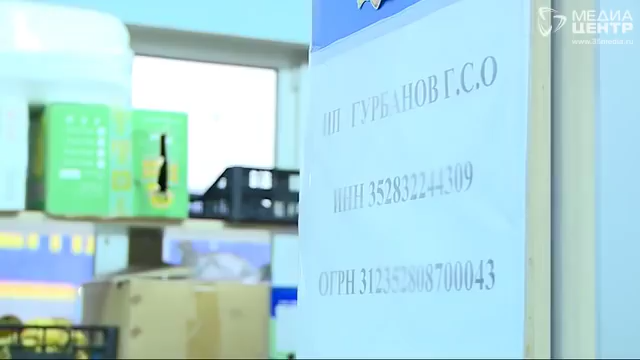 МЕДИА
ЦЕНТР
ИП ГУРБАНОВ Г.С.О
ИНН 352832244309
ОГРН 312352808700043